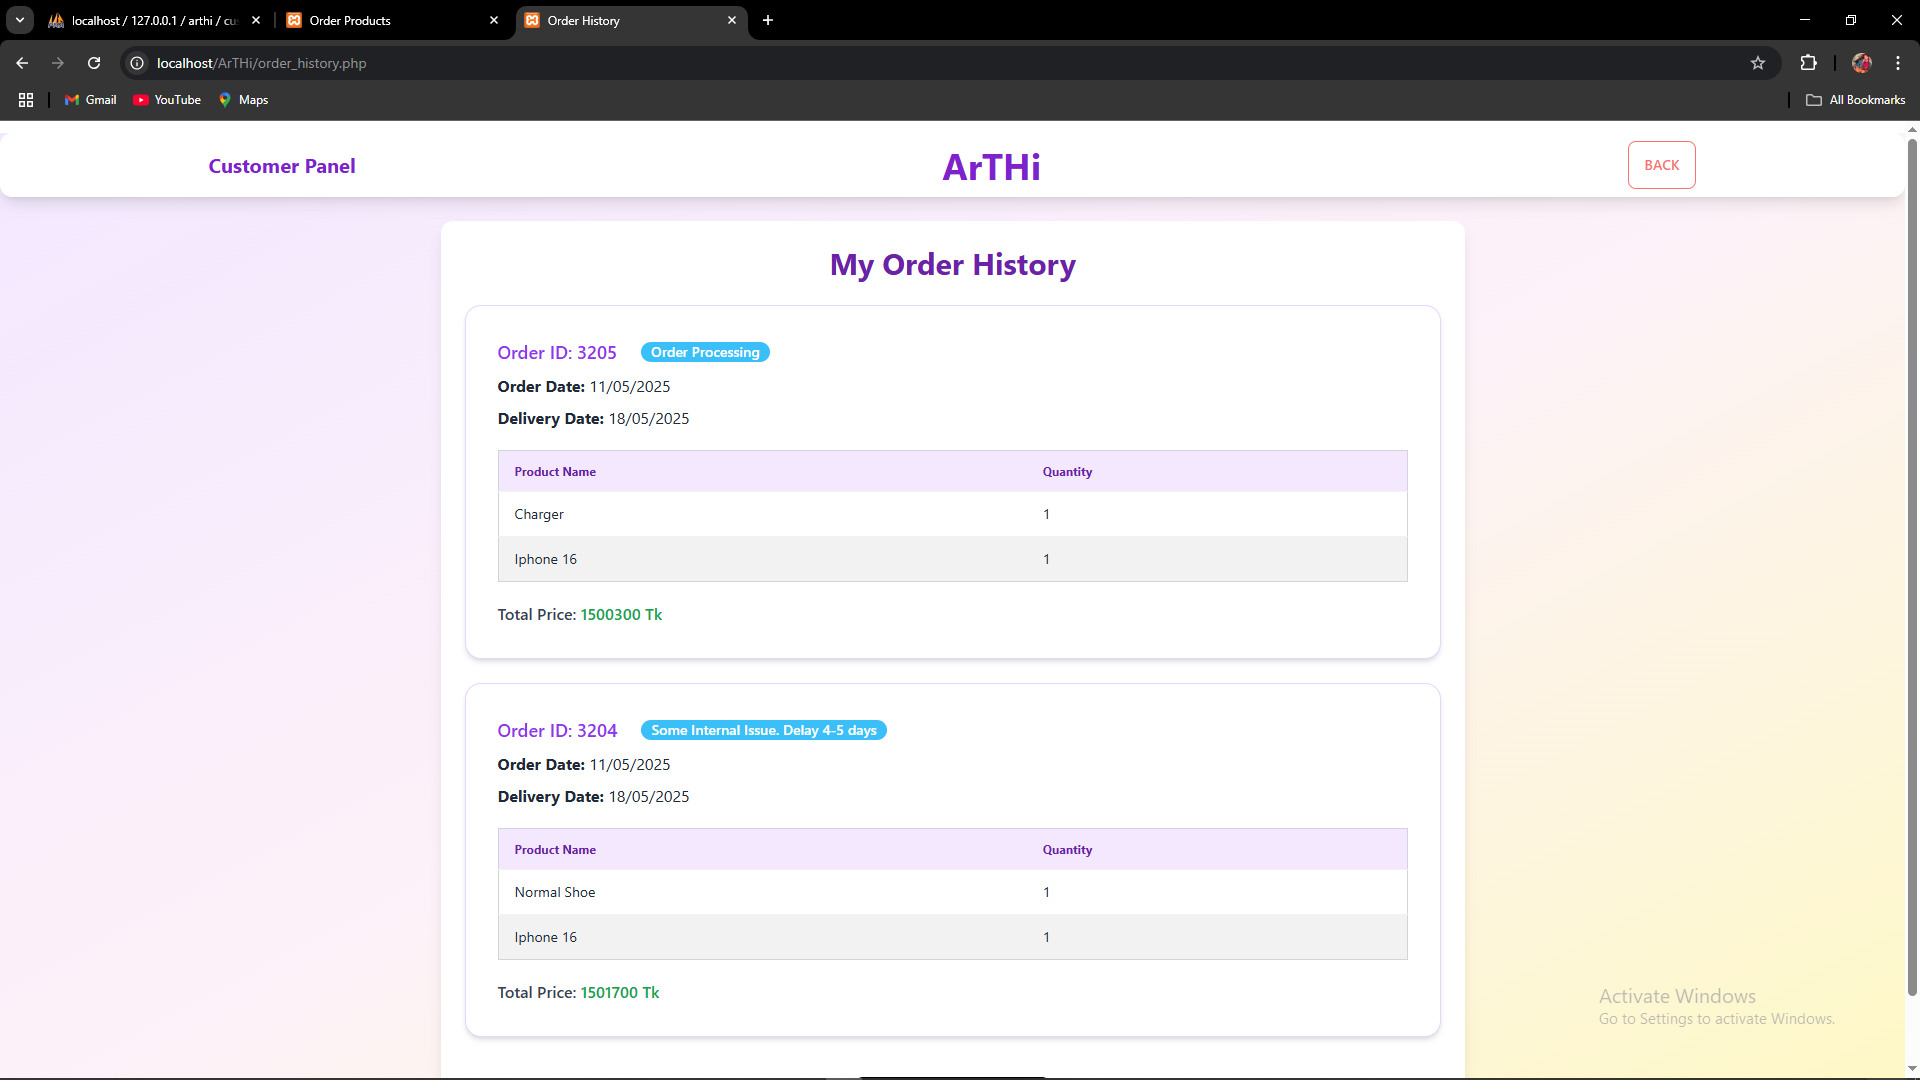 localhost / 127.0.0.1 / arthi / cu
Order Products
Order History
localhost/ArTHi/order_history.php
Gmail
YouTube
Maps
All Bookmarks
Customer Panel
ArTHi
BACK
My Order History
Order ID: 3205 Order Processing
Order Date: 11/05/2025
Delivery Date: 18/05/2025
Product Name Quantity
Charger 1
Iphone 16 1
Total Price: 1500300 Tk
Order ID: 3204 Some Internal Issue. Delay 4-5 days
Order Date: 11/05/2025
Delivery Date: 18/05/2025
Product Name Quantity
Normal Shoe 1
Iphone 16 1
Total Price: 1501700 Tk
Activate Windows
Go to Settings to activate Windows.